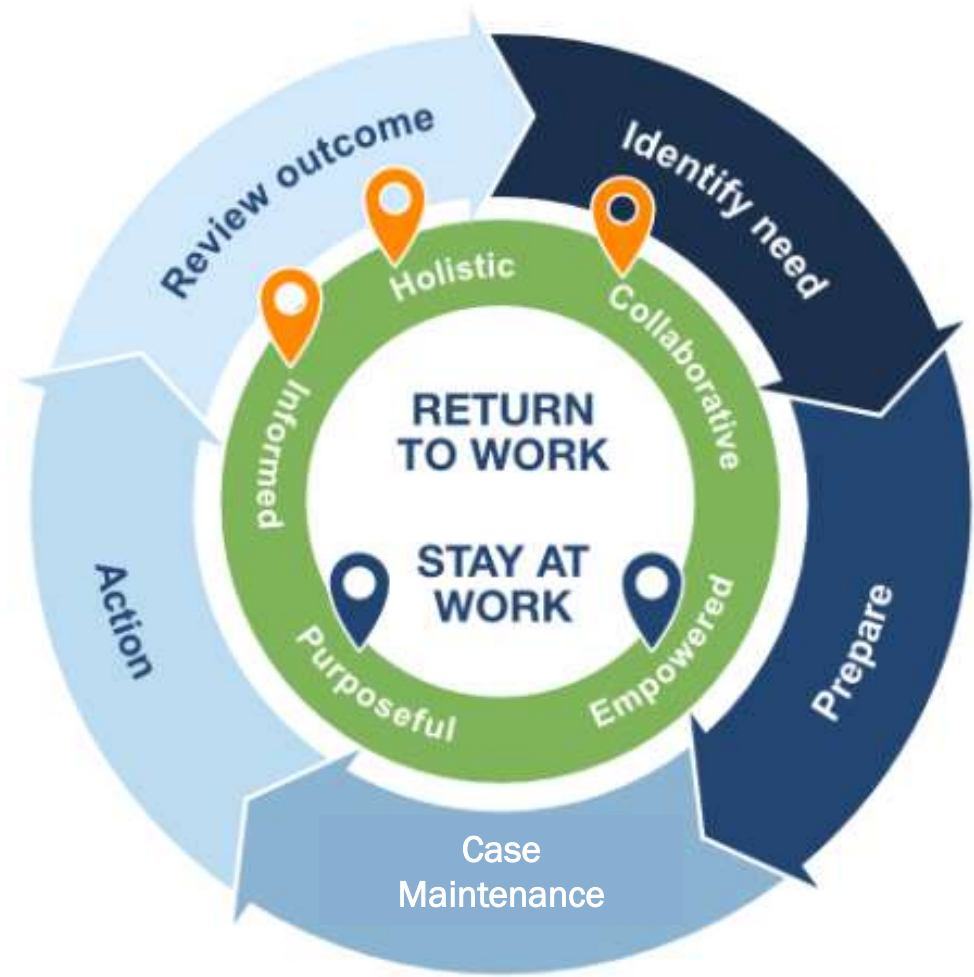 Review outcome
Identify need
Holistic
Collaborative
Informed
RETURN
TO WORK
STAY AT
WORK
Action
Purposeful
Empowered
Prepare
Case
Maintenance